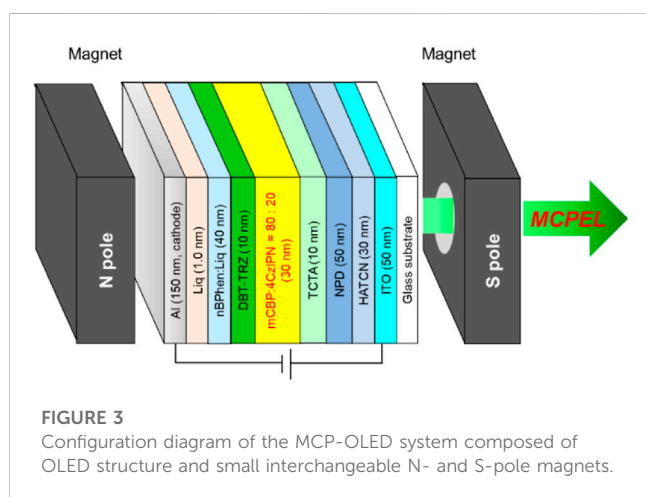 Magnet
Magnet
N pole
Al (150 nm, cathode)
Liq (1.0 nm)
nBPhen:Liq (40 nm)
DBT-TRZ (10 nm)
mCBP:4CzIPN = 80 : 20
(30 nm)
TCTA (10 nm)
NPD (50 nm)
HATCN (30 nm)
ITO (50 nm)
Glass substrate
S pole
MCPEL
FIGURE 3
Configuration diagram of the MCP-OLED system composed of
OLED structure and small interchangeable N- and S-pole magnets.